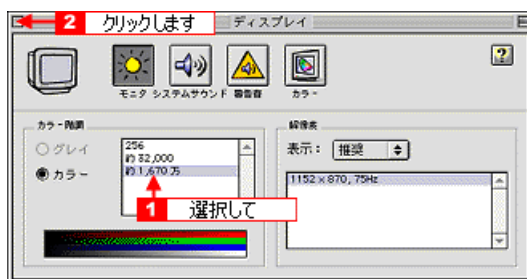 2 クリックします
ディスプレイ
モニタ システムサウンド 警告音 カラー
?
カラー階調
グレイ
カラー
256
約 32,000
約 1,670 万
1 選択して
解像度
表示： 推奨
1152 x 870, 75Hz